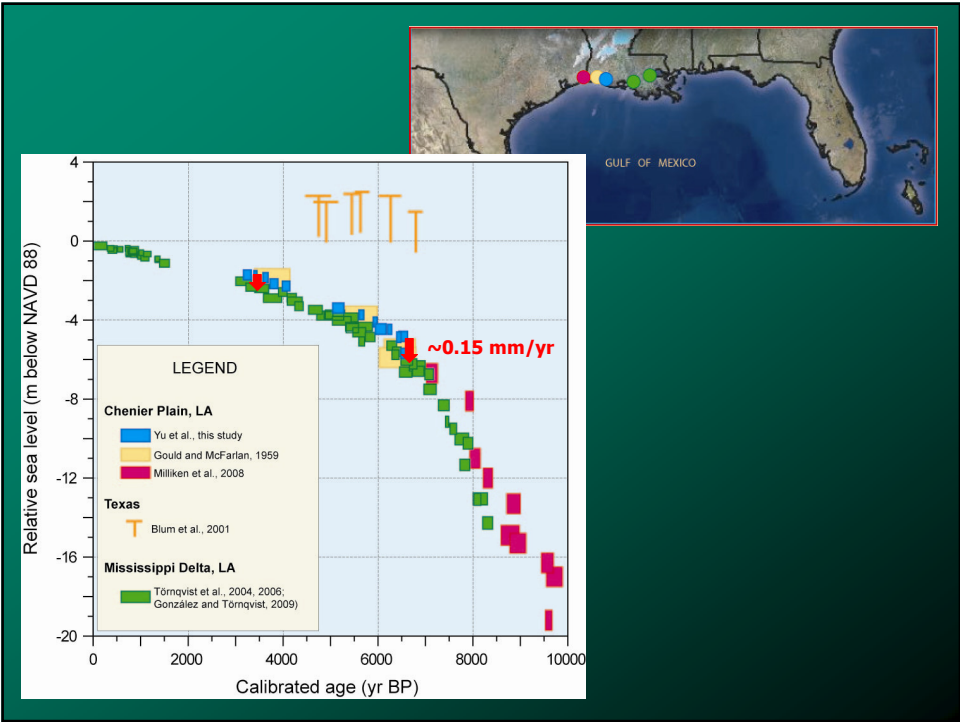 GULF OF MEXICO
4
0
-4
-8
-12
-16
-20
Relative sea level (m below NAVD 88)
~0.15 mm/yr
LEGEND
Chenier Plain, LA
Yu et al., this study
Gould and McFarlan, 1959
Milliken et al., 2008
Texas
Blum et al., 2001
Mississippi Delta, LA
Törnqvist et al., 2004, 2006;
González and Törnqvist, 2009)
0 2000 4000 6000 8000 10000
Calibrated age (yr BP)